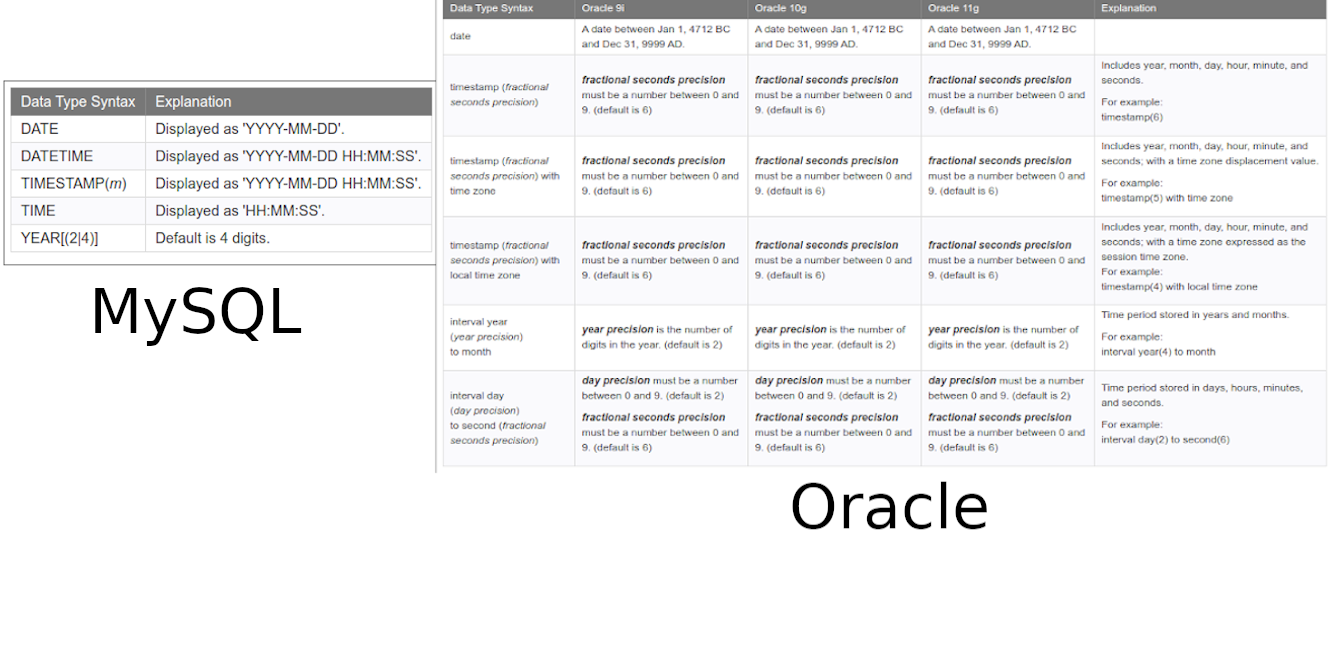 Data Type Syntax Explanation
DATE Displayed as 'YYYY-MM-DD'.
DATETIME Displayed as 'YYYY-MM-DD HH:MM:SS'.
TIMESTAMP(m) Displayed as 'YYYY-MM-DD HH:MM:SS'.
TIME Displayed as 'HH:MM:SS'.
YEAR[(2|4)] Default is 4 digits.
MySQL
Data Type Syntax Oracle 9i Oracle 10g Oracle 11g Explanation
date
A date between Jan 1, 4712 BC
and Dec 31, 9999 AD.
A date between Jan 1, 4712 BC
and Dec 31, 9999 AD.
A date between Jan 1, 4712 BC
and Dec 31, 9999 AD.
timestamp (fractional
seconds precision)
fractional seconds precision
must be a number between 0 and
9. (default is 6)
fractional seconds precision
must be a number between 0 and
9. (default is 6)
fractional seconds precision
must be a number between 0 and
9. (default is 6)
Includes year, month, day, hour, minute, and
seconds.
For example:
timestamp(6)
timestamp (fractional
seconds precision) with
time zone
fractional seconds precision
must be a number between 0 and
9. (default is 6)
fractional seconds precision
must be a number between 0 and
9. (default is 6)
fractional seconds precision
must be a number between 0 and
9. (default is 6)
Includes year, month, day, hour, minute, and
seconds; with a time zone displacement value.
For example:
timestamp(5) with time zone
timestamp (fractional
seconds precision) with
local time zone
fractional seconds precision
must be a number between 0 and
9. (default is 6)
fractional seconds precision
must be a number between 0 and
9. (default is 6)
fractional seconds precision
must be a number between 0 and
9. (default is 6)
Includes year, month, day, hour, minute, and
seconds; with a time zone expressed as the
session time zone.
For example:
timestamp(4) with local time zone
interval year
(year precision)
to month
year precision is the number of
digits in the year. (default is 2)
year precision is the number of
digits in the year. (default is 2)
year precision is the number of
digits in the year. (default is 2)
Time period stored in years and months.
For example:
interval year(4) to month
interval day
(day precision)
to second (fractional
seconds precision)
day precision must be a number
between 0 and 9. (default is 2)
fractional seconds precision
must be a number between 0 and
9. (default is 6)
day precision must be a number
between 0 and 9. (default is 2)
fractional seconds precision
must be a number between 0 and
9. (default is 6)
day precision must be a number
between 0 and 9. (default is 2)
fractional seconds precision
must be a number between 0 and
9. (default is 6)
Time period stored in days, hours, minutes,
and seconds.
For example:
interval day(2) to second(6)
Oracle